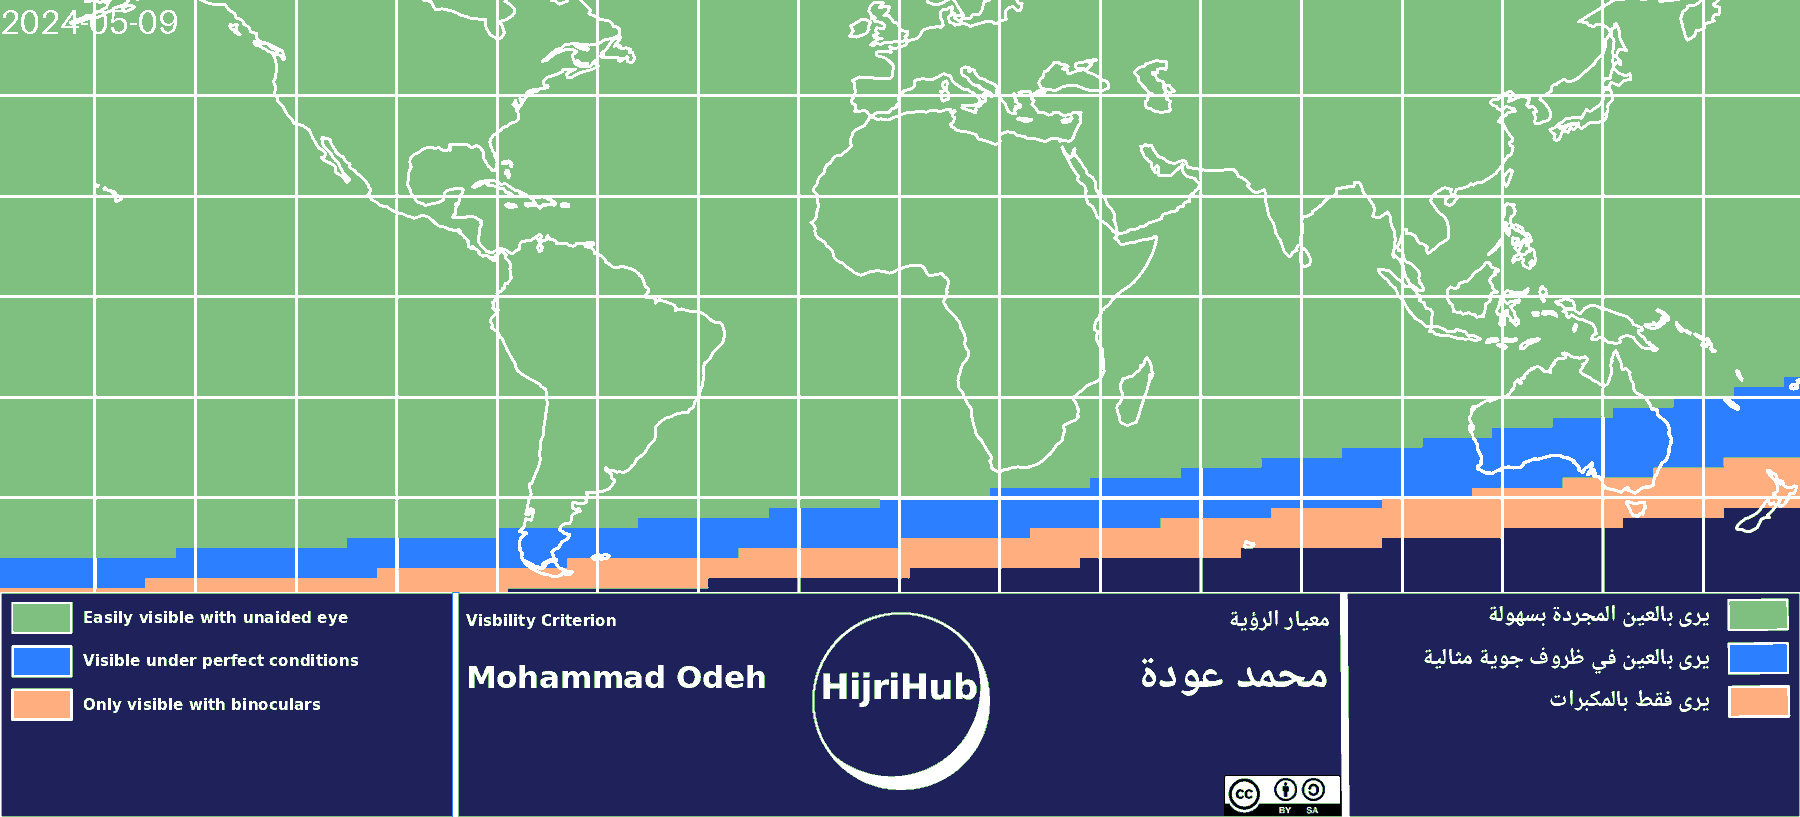 2024-05-09
Easily visible with unaided eye
Visible under perfect conditions
Only visible with binoculars
Visbility Criterion
Mohammad Odeh
HijriHub
معيار الرؤية
محمد عودة
cc
BY SA
يرى بالعين المجردة بسهولة
يرى بالعين في ظروف جوية مثالية
يرى فقط بالمكبرات